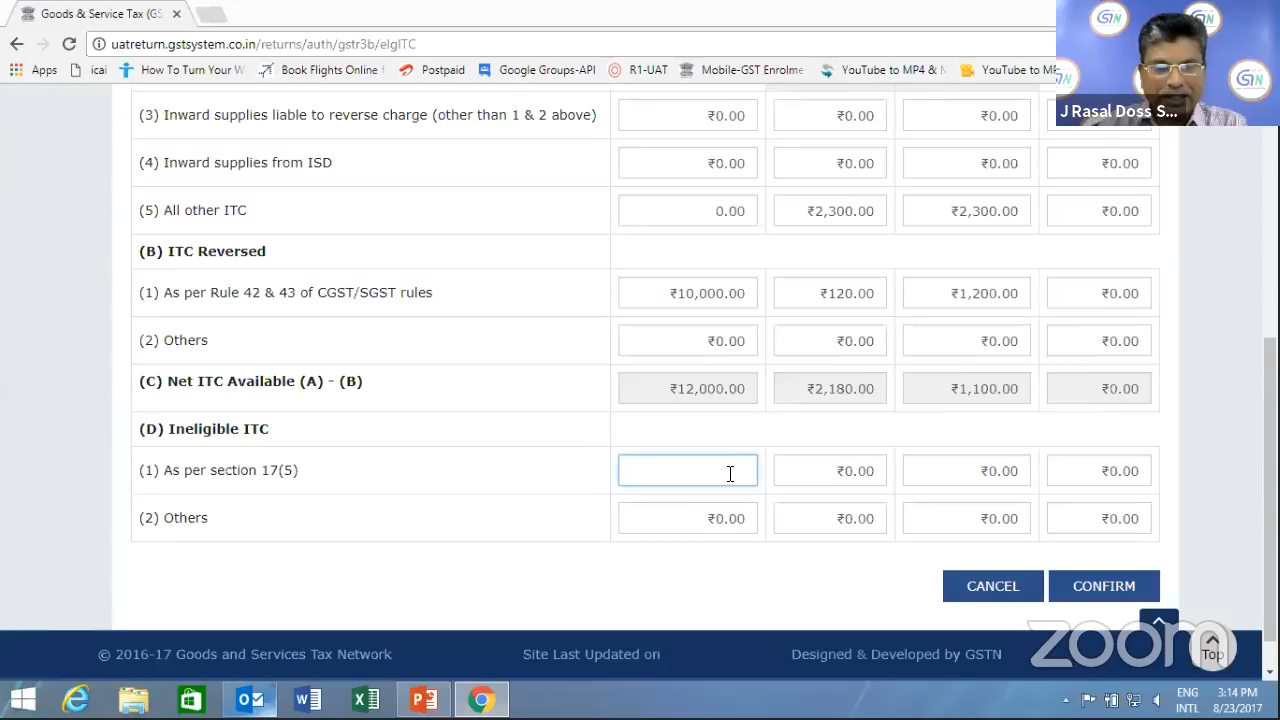 Goods & Service Tax (GS
uatreturn.gstsystem.co.in/returns/auth/gstr3b/elgITC
Apps icai How To Turn Your W Book Flights Online f Postpaid Google Groups-API R1-UAT Mobile-GST Enrolme YouTube to MP4 & N YouTube to MP
J Rasal Doss S...
(3) Inward supplies liable to reverse charge (other than 1 & 2 above) ₹0.00 ₹0.00 ₹0.00
(4) Inward supplies from ISD ₹0.00 ₹0.00 ₹0.00 ₹0.00
(5) All other ITC 0.00 ₹2,300.00 ₹2,300.00 ₹0.00
(B) ITC Reversed
(1) As per Rule 42 & 43 of CGST/SGST rules ₹10,000.00 ₹120.00 ₹1,200.00 ₹0.00
(2) Others ₹0.00 ₹0.00 ₹0.00 ₹0.00
(C) Net ITC Available (A) - (B) ₹12,000.00 ₹2,180.00 ₹1,100.00 ₹0.00
(D) Ineligible ITC
(1) As per section 17(5) ₹0.00 ₹0.00 ₹0.00
(2) Others ₹0.00 ₹0.00 ₹0.00 ₹0.00
CANCEL CONFIRM
© 2016-17 Goods and Services Tax Network Site Last Updated on Designed & Developed by GSTN
zoom
Top
ENG 3:14 PM
INTL 8/23/2017